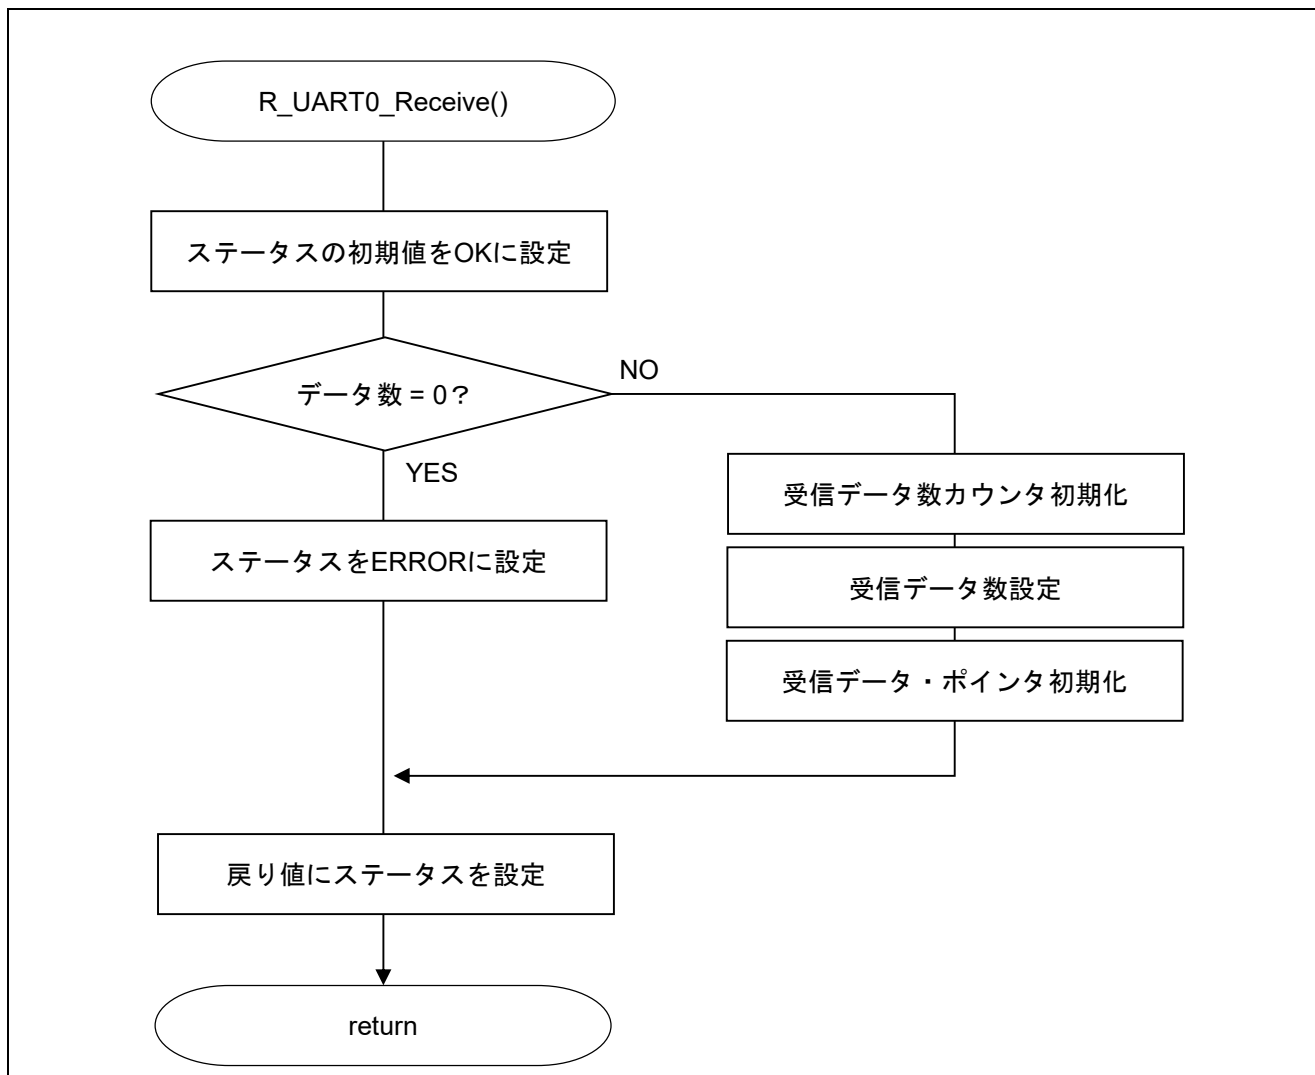 R_UART0_Receive()
ステータスの初期値をOKに設定
データ数 = 0？
NO
YES
受信データ数カウンタ初期化
ステータスをERRORに設定
受信データ数設定
受信データ・ポインタ初期化
戻り値にステータスを設定
return